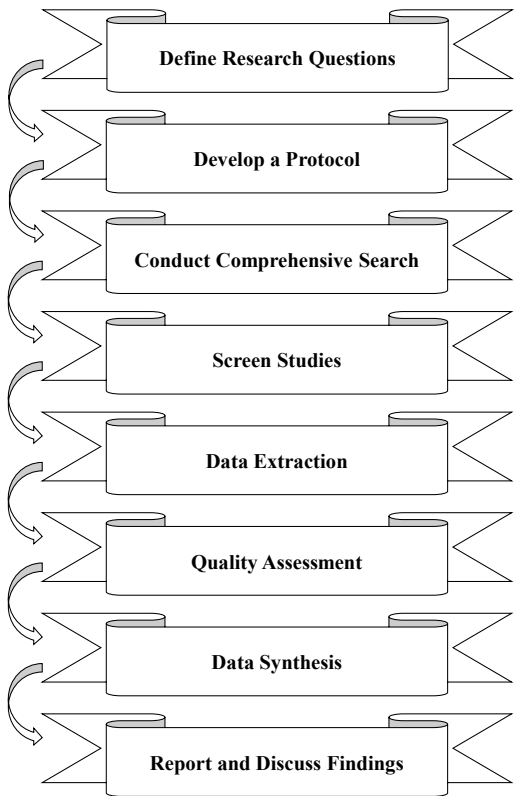 Define Research Questions
Develop a Protocol
Conduct Comprehensive Search
Screen Studies
Data Extraction
Quality Assessment
Data Synthesis
Report and Discuss Findings